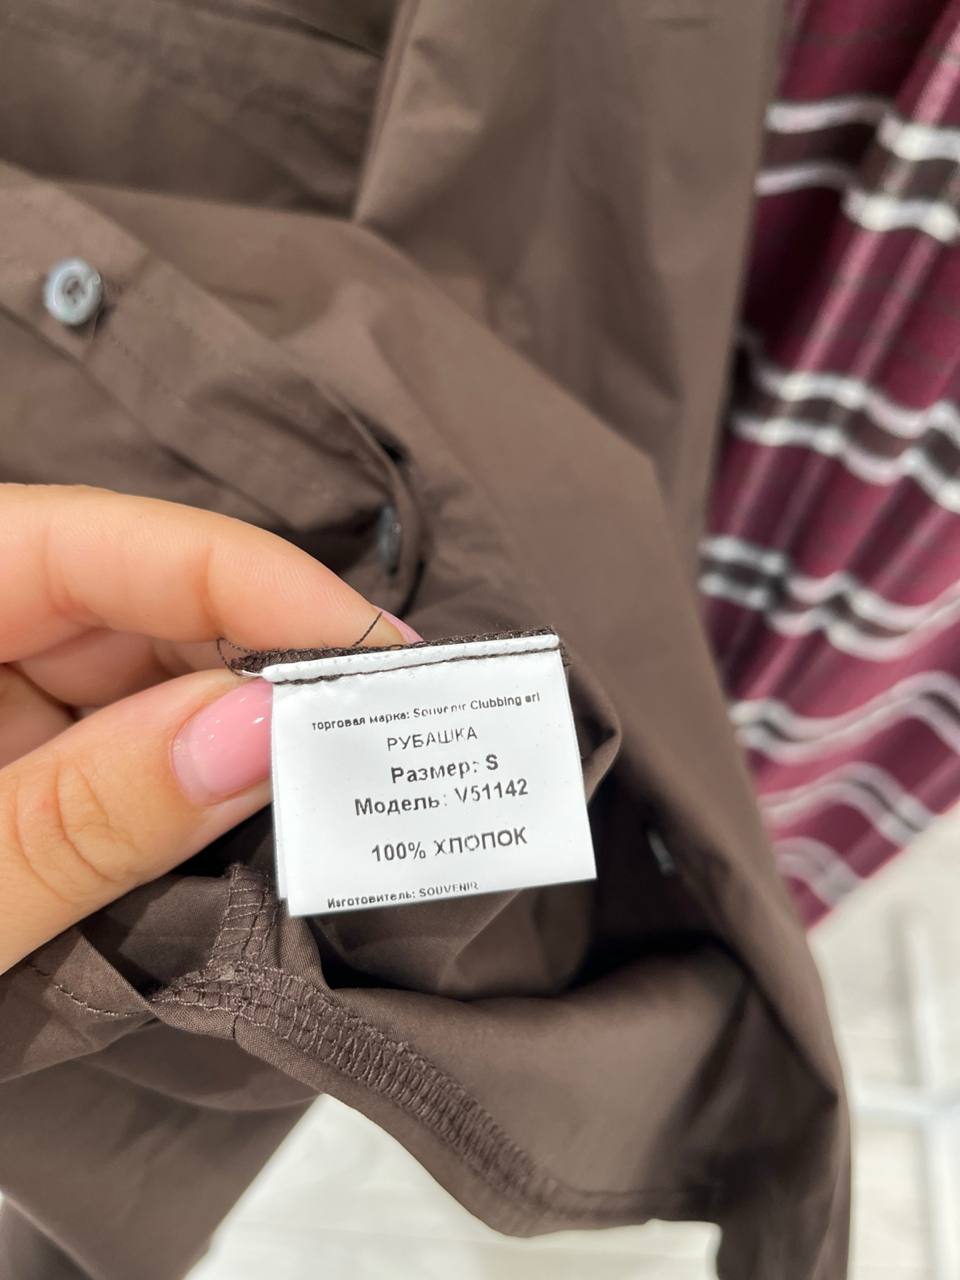 торговая марка: Souvenir Clubbing srl
РУБАШКА
Размер: S
Модель: V51142
100% ХЛОПОК
Изготовитель: SOUVENIR